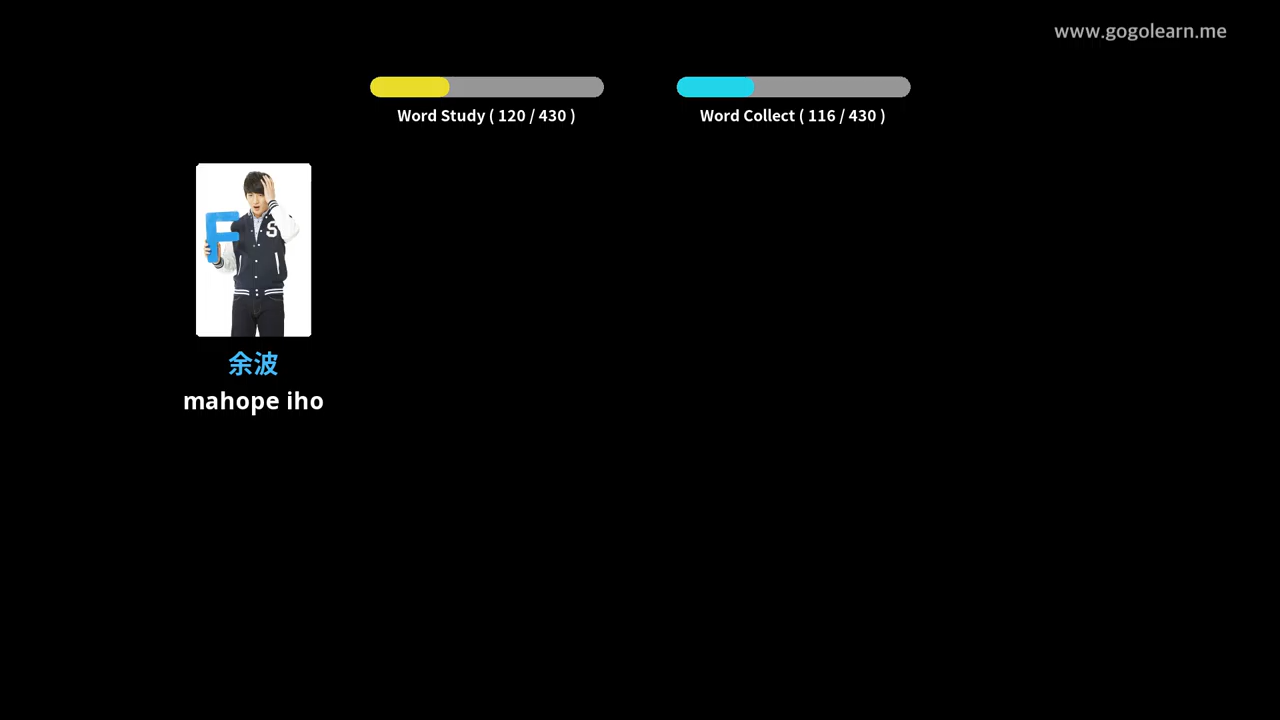 www.gogolearn.me
Word Study ( 120 / 430 )
Word Collect ( 116 / 430 )
F
S
余波
mahope iho